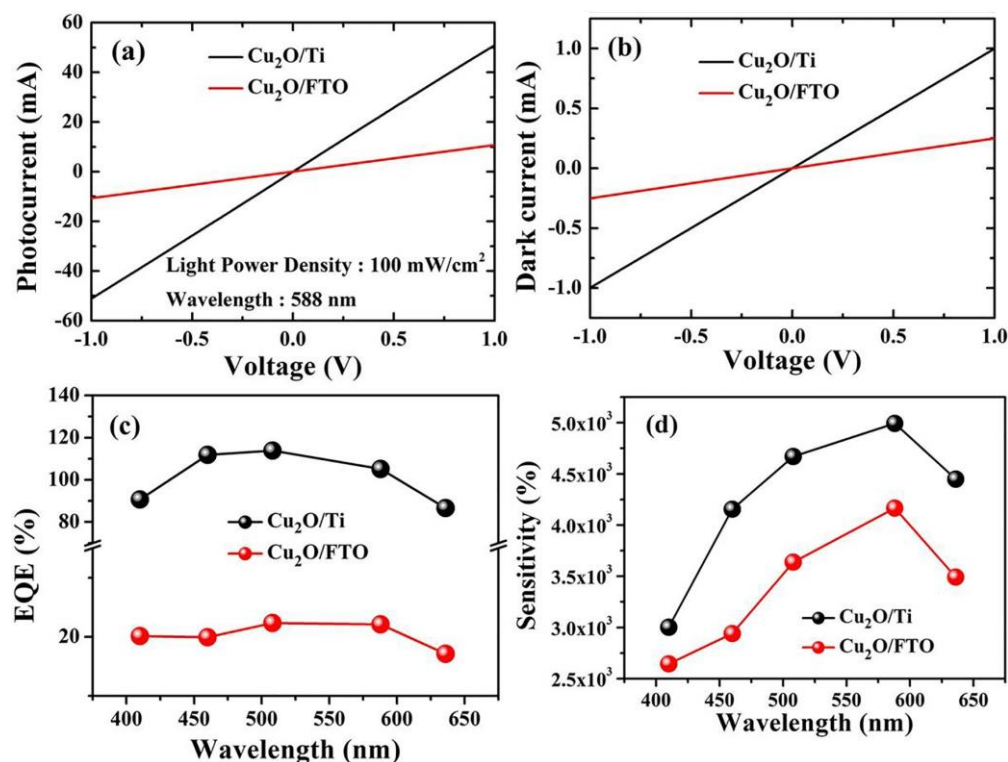 (a)
Cu₂O/Ti
Cu₂O/FTO
Light Power Density : 100 mW/cm²
Wavelength : 588 nm
Photocurrent (mA)
60
40
20
0
-20
-40
-60
-1.0 -0.5 0.0 0.5 1.0
Voltage (V)
(b)
Cu₂O/Ti
Cu₂O/FTO
Dark current (mA)
1.0
0.5
0.0
-0.5
-1.0
-1.0 -0.5 0.0 0.5 1.0
Voltage (V)
(c)
Cu₂O/Ti
Cu₂O/FTO
EQE (%)
140
120
100
80
20
400 450 500 550 600 650
Wavelength (nm)
(d)
Cu₂O/Ti
Cu₂O/FTO
Sensitivity (%)
5.0x10³
4.5x10³
4.0x10³
3.5x10³
3.0x10³
2.5x10³
400 450 500 550 600 650
Wavelength (nm)